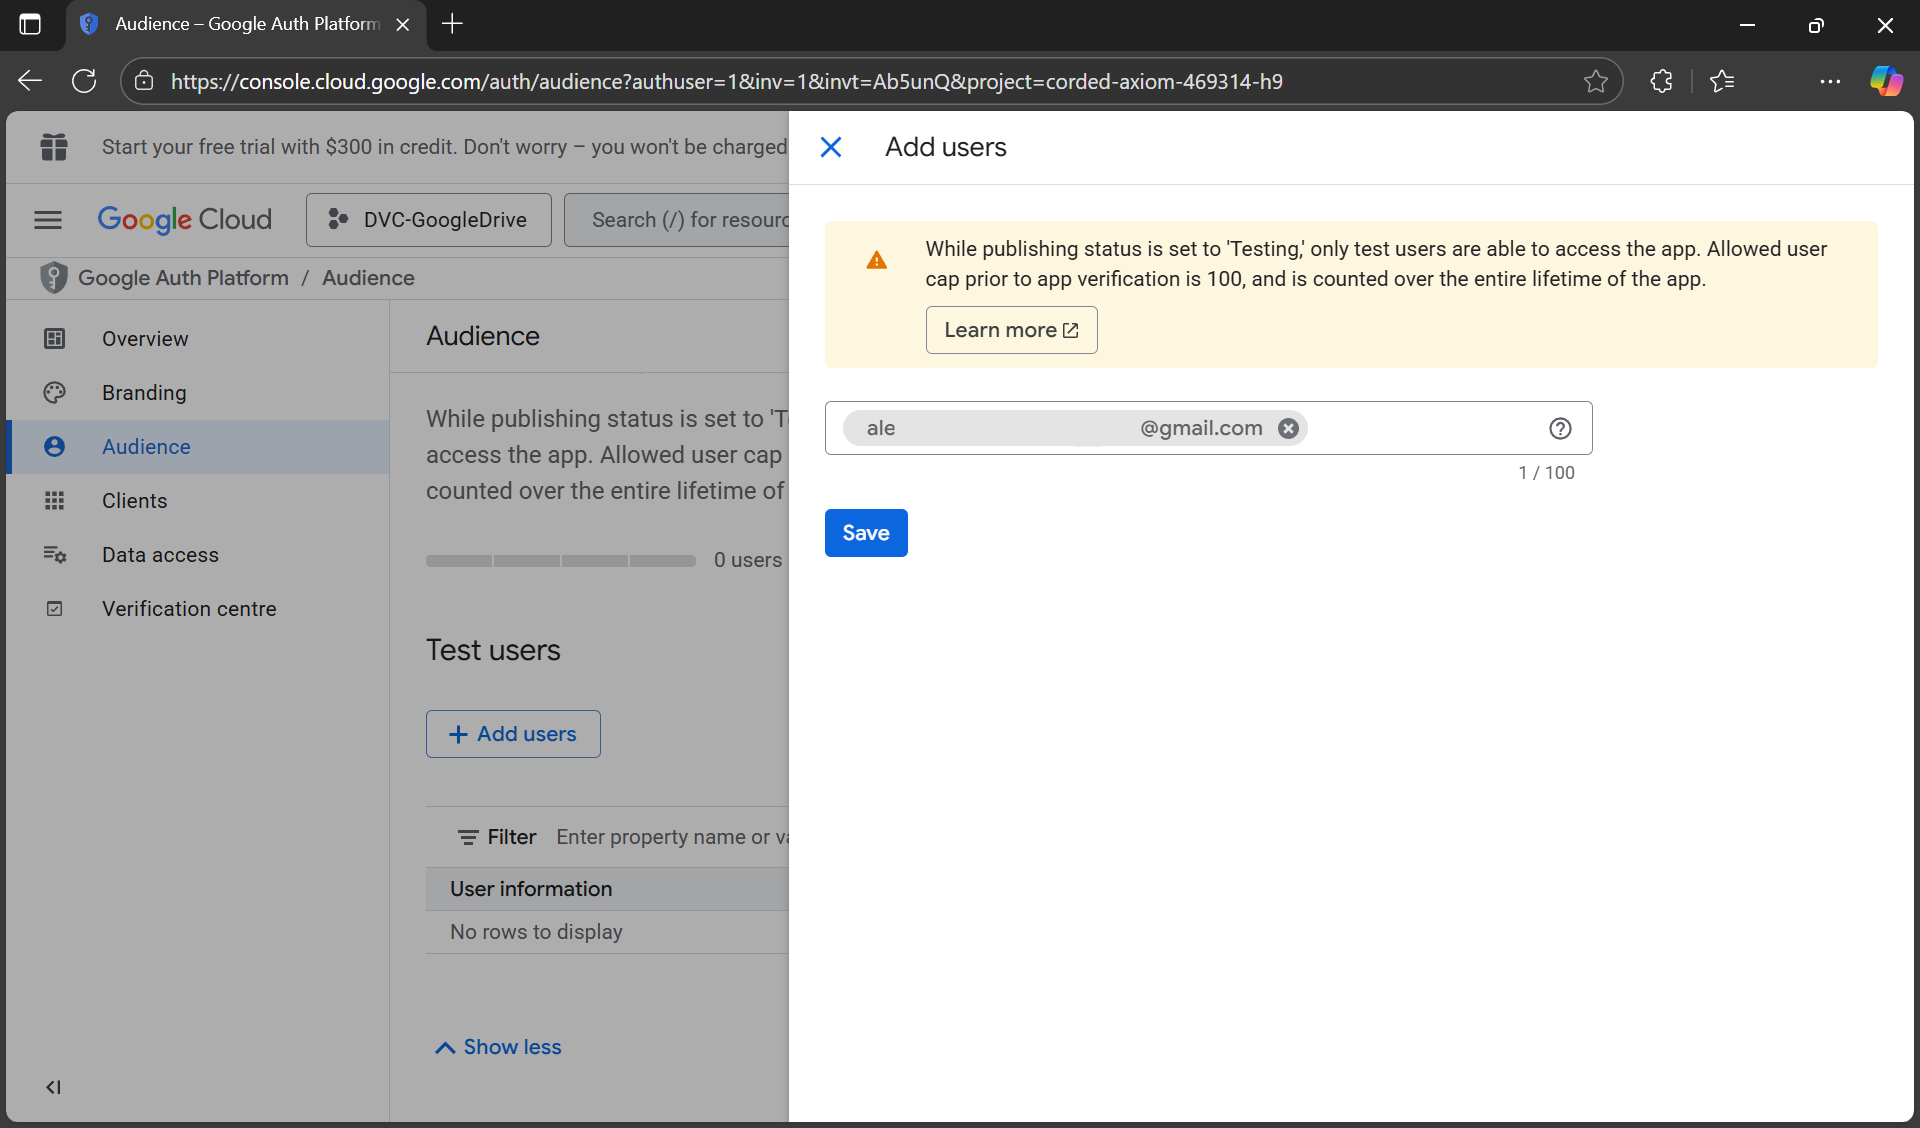 Audience – Google Auth Platform
https://console.cloud.google.com/auth/audience?authuser=1&inv=1&invt=Ab5unQ&project=corded-axiom-469314-h9
Start your free trial with $300 in credit. Don't worry – you won't be charged
Google Cloud
DVC-GoogleDrive
Search (/) for resourc
Google Auth Platform / Audience
Overview
Branding
Audience
Clients
Data access
Verification centre
Audience
While publishing status is set to 'T
access the app. Allowed user cap
counted over the entire lifetime of
0 users
Test users
+ Add users
Filter Enter property name or va
User information
No rows to display
Show less
Add users
While publishing status is set to 'Testing,' only test users are able to access the app. Allowed user
cap prior to app verification is 100, and is counted over the entire lifetime of the app.
Learn more
ale @gmail.com
1 / 100
Save